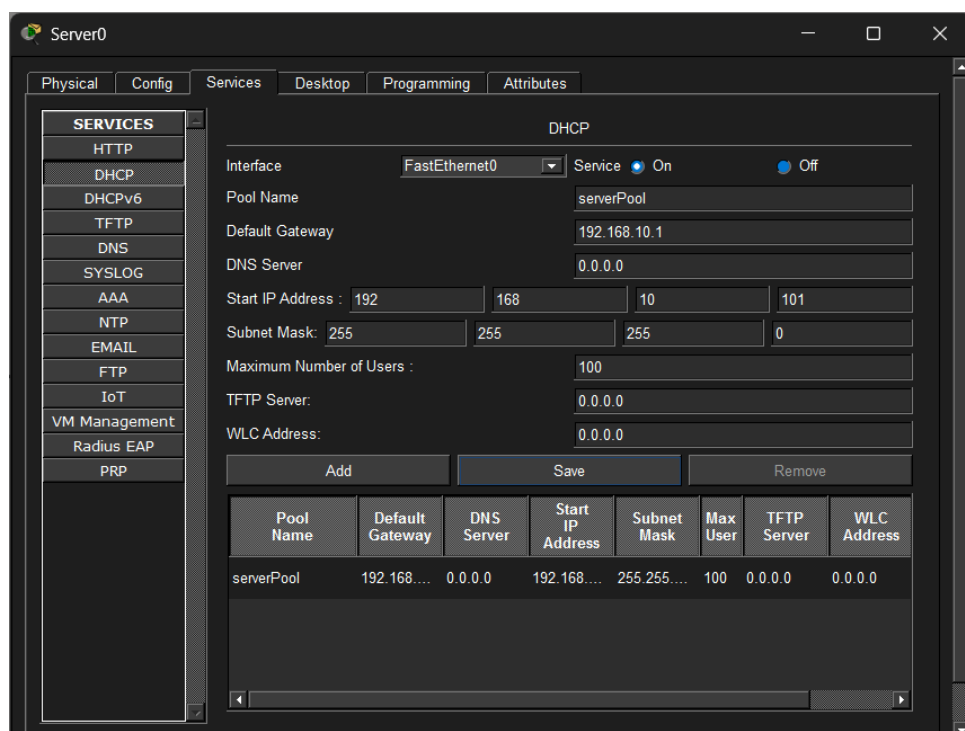 Server0
Physical Config Services Desktop Programming Attributes
SERVICES
HTTP
DHCP
DHCPv6
TFTP
DNS
SYSLOG
AAA
NTP
EMAIL
FTP
IoT
VM Management
Radius EAP
PRP
DHCP
Interface FastEthernet0 Service On Off
Pool Name serverPool
Default Gateway 192.168.10.1
DNS Server 0.0.0.0
Start IP Address : 192 168 10 101
Subnet Mask: 255 255 255 0
Maximum Number of Users : 100
TFTP Server: 0.0.0.0
WLC Address: 0.0.0.0
Add Save Remove
Pool Name Default Gateway DNS Server Start IP Address Subnet Mask Max User TFTP Server WLC Address
serverPool 192.168.... 0.0.0.0 192.168.... 255.255.... 100 0.0.0.0 0.0.0.0